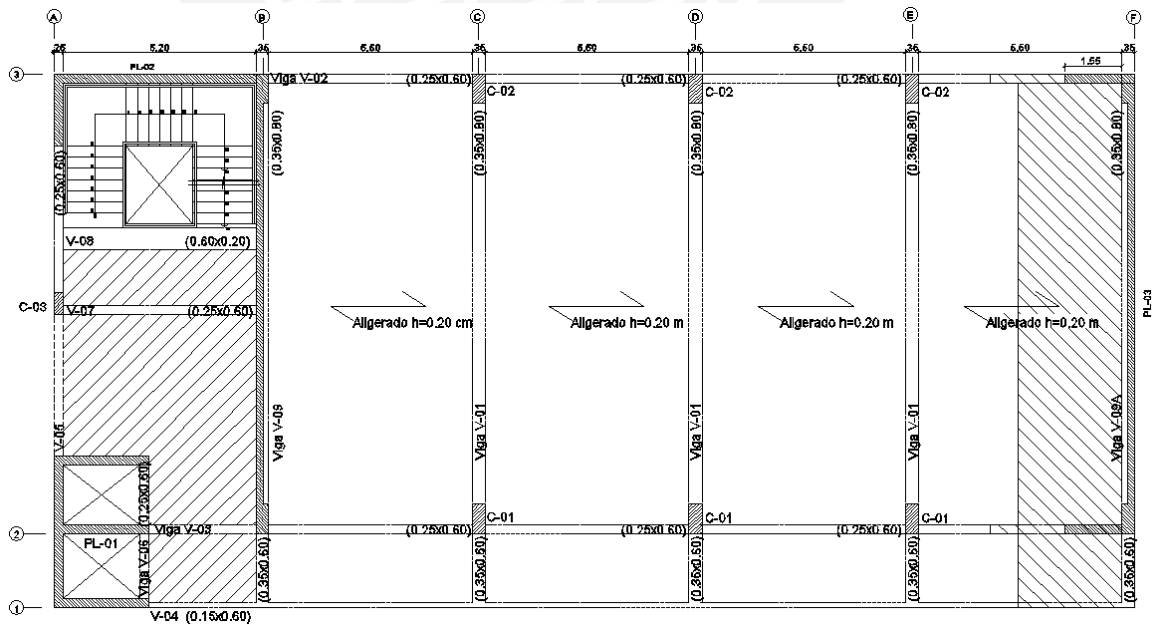 A B C D E F
.25 5,20 .35 6,60 .35 6,60 .35 6,60 .35 6,60 .35
1,55
PL-02
3
Viga V-02 (0.25x0.60) (0.25x0.60) (0.25x0.60)
C-02 C-02 C-02
(0.25x0.60) (0.35x0.80) (0.35x0.80) (0.35x0.80) (0.35x0.80) (0.35x0.80)
V-08 (0.60x0.20)
C-03 V-07 (0.25x0.60)
PL-03
Aligerado h=0.20 cm Aligerado h=0.20 m Aligerado h=0.20 m Aligerado h=0.20 m
V-05 Viga V-09 Viga V-01 Viga V-01 Viga V-01 Viga V-09A
(0.25x0.60)
C-01 C-01 C-01
2
Viga V-03 (0.25x0.60) (0.25x0.60) (0.25x0.60)
PL-01
Viga V-06 (0.35x0.60) (0.35x0.60) (0.35x0.60) (0.35x0.60) (0.35x0.60)
1
V-04 (0.15x0.60)